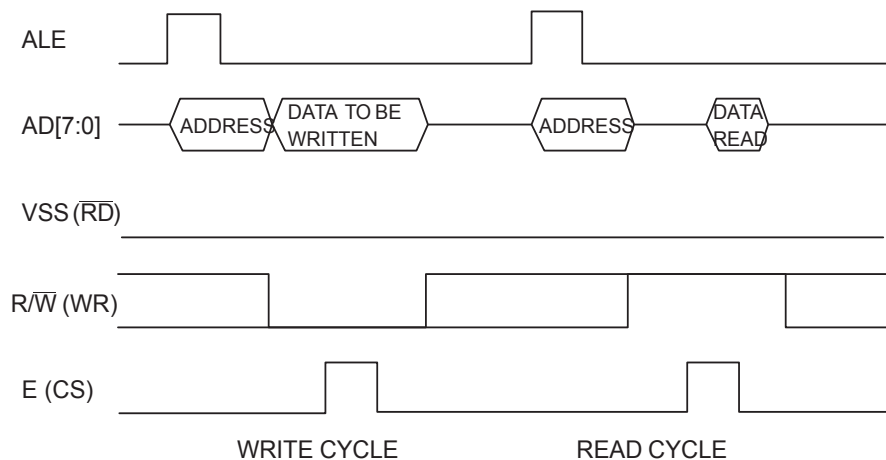 ALE
AD[7:0]
ADDRESS
DATA TO BE
WRITTEN
ADDRESS
DATA
READ
VSS (R̅D̅)
R/W̅ (WR)
E (CS)
WRITE CYCLE
READ CYCLE